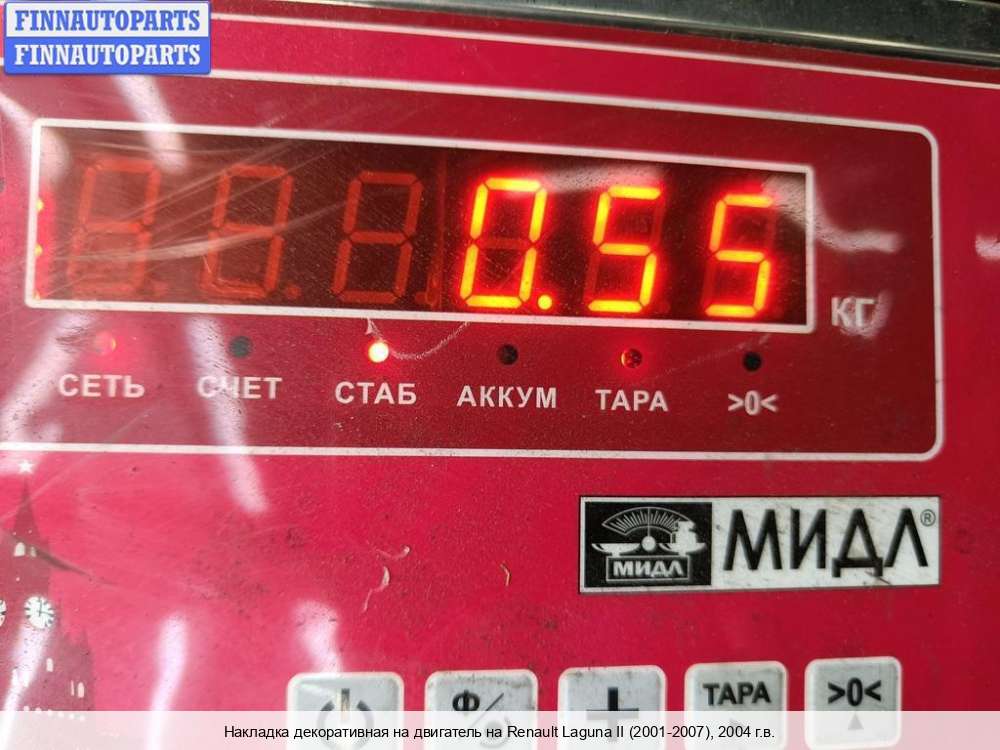 FINNAUTOPARTS
FINNAUTOPARTS
0.55
КГ
СЕТЬ СЧЕТ СТАБ АККУМ ТАРА >0<
МИДЛ
МИДЛ®
ТАРА >0<
Накладка декоративная на двигатель на Renault Laguna II (2001-2007), 2004 г.в.